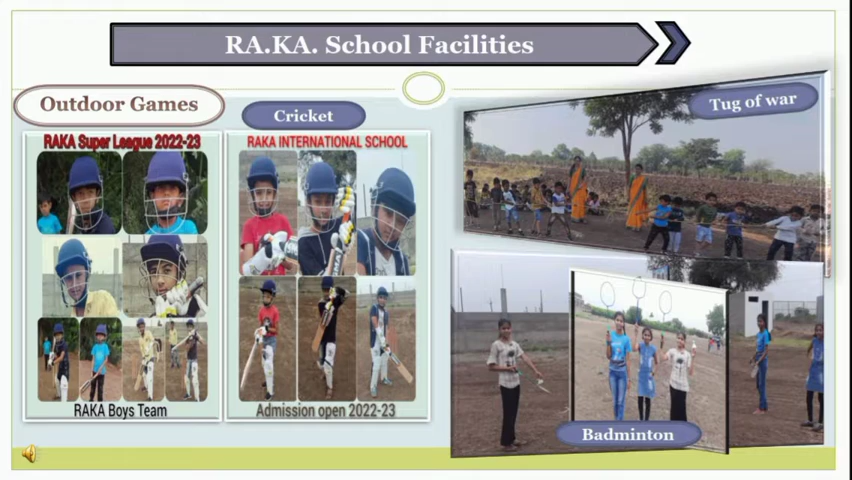 RA.KA. School Facilities
Outdoor Games
Cricket
Tug of war
RAKA Super League 2022-23
RAKA INTERNATIONAL SCHOOL
RAKA Boys Team
Admission open 2022-23
Badminton